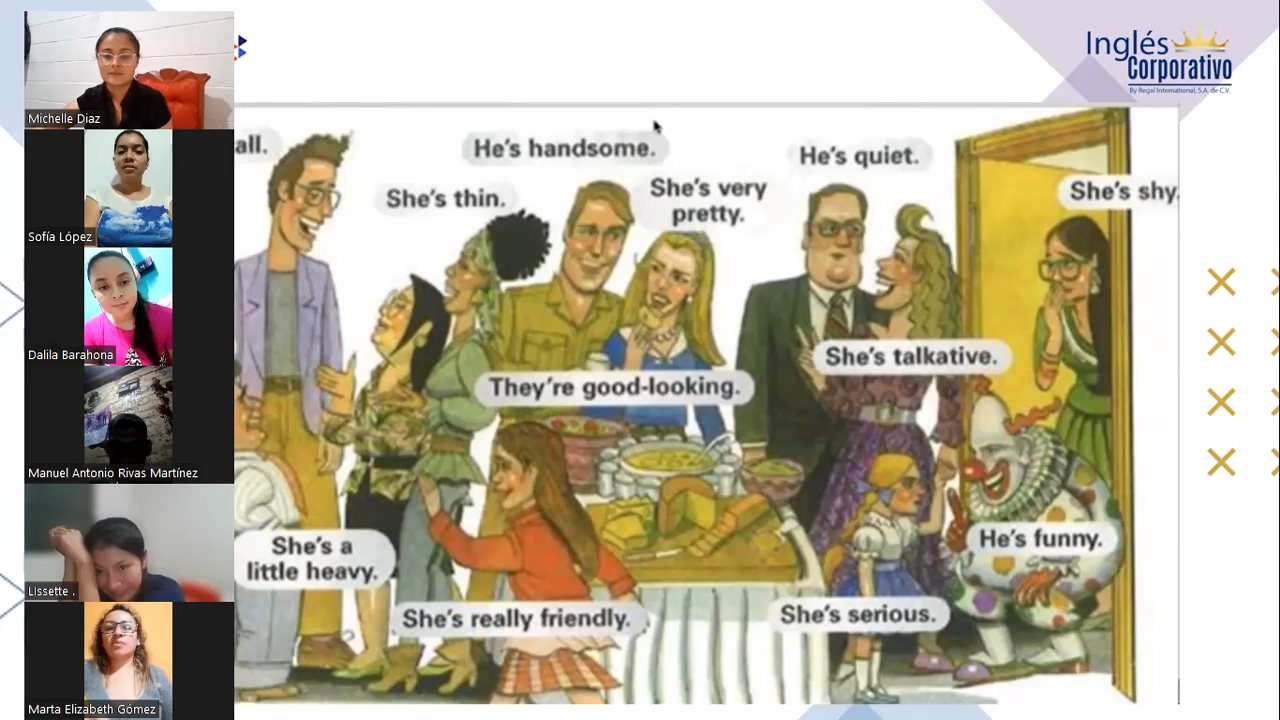 Inglés
Corporativo
By Regal International, S.A. de C.V.
all.
He's handsome.
He's quiet.
She's thin.
She's very
pretty.
She's shy.
They're good-looking.
She's talkative.
She's a
little heavy.
He's funny.
She's really friendly.
She's serious.
Michelle Diaz
Sofía López
Dalila Barahona
Manuel Antonio Rivas Martínez
Lissette .
Marta Elizabeth Gómez